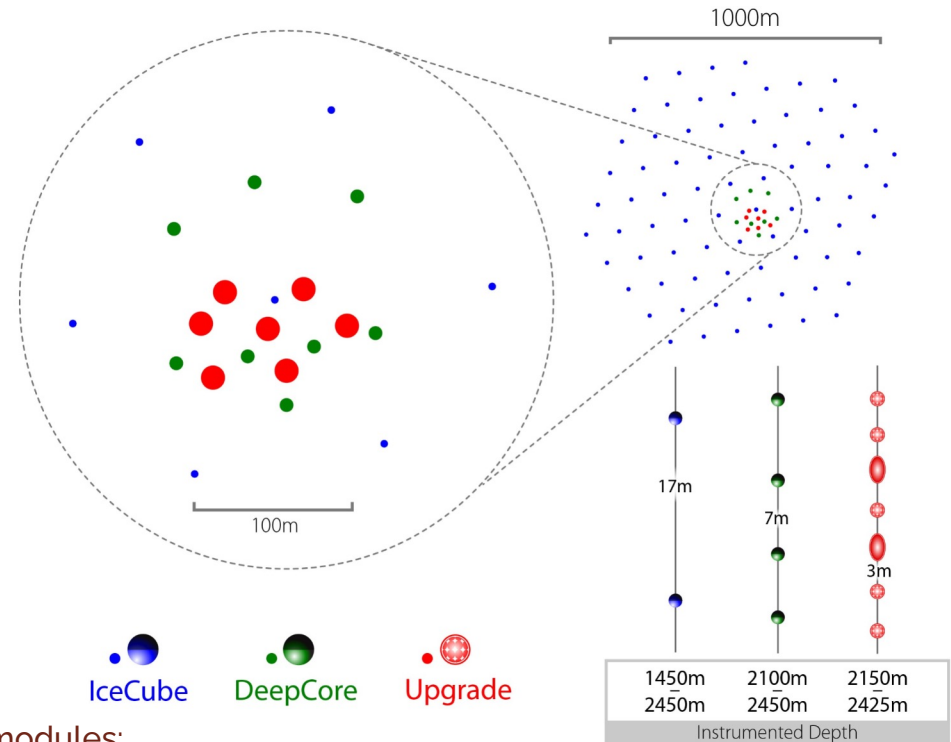 1000m
100m
17m
7m
3m
IceCube DeepCore Upgrade
1450m 2100m 2150m
– – –
2450m 2450m 2425m
Instrumented Depth
modules: